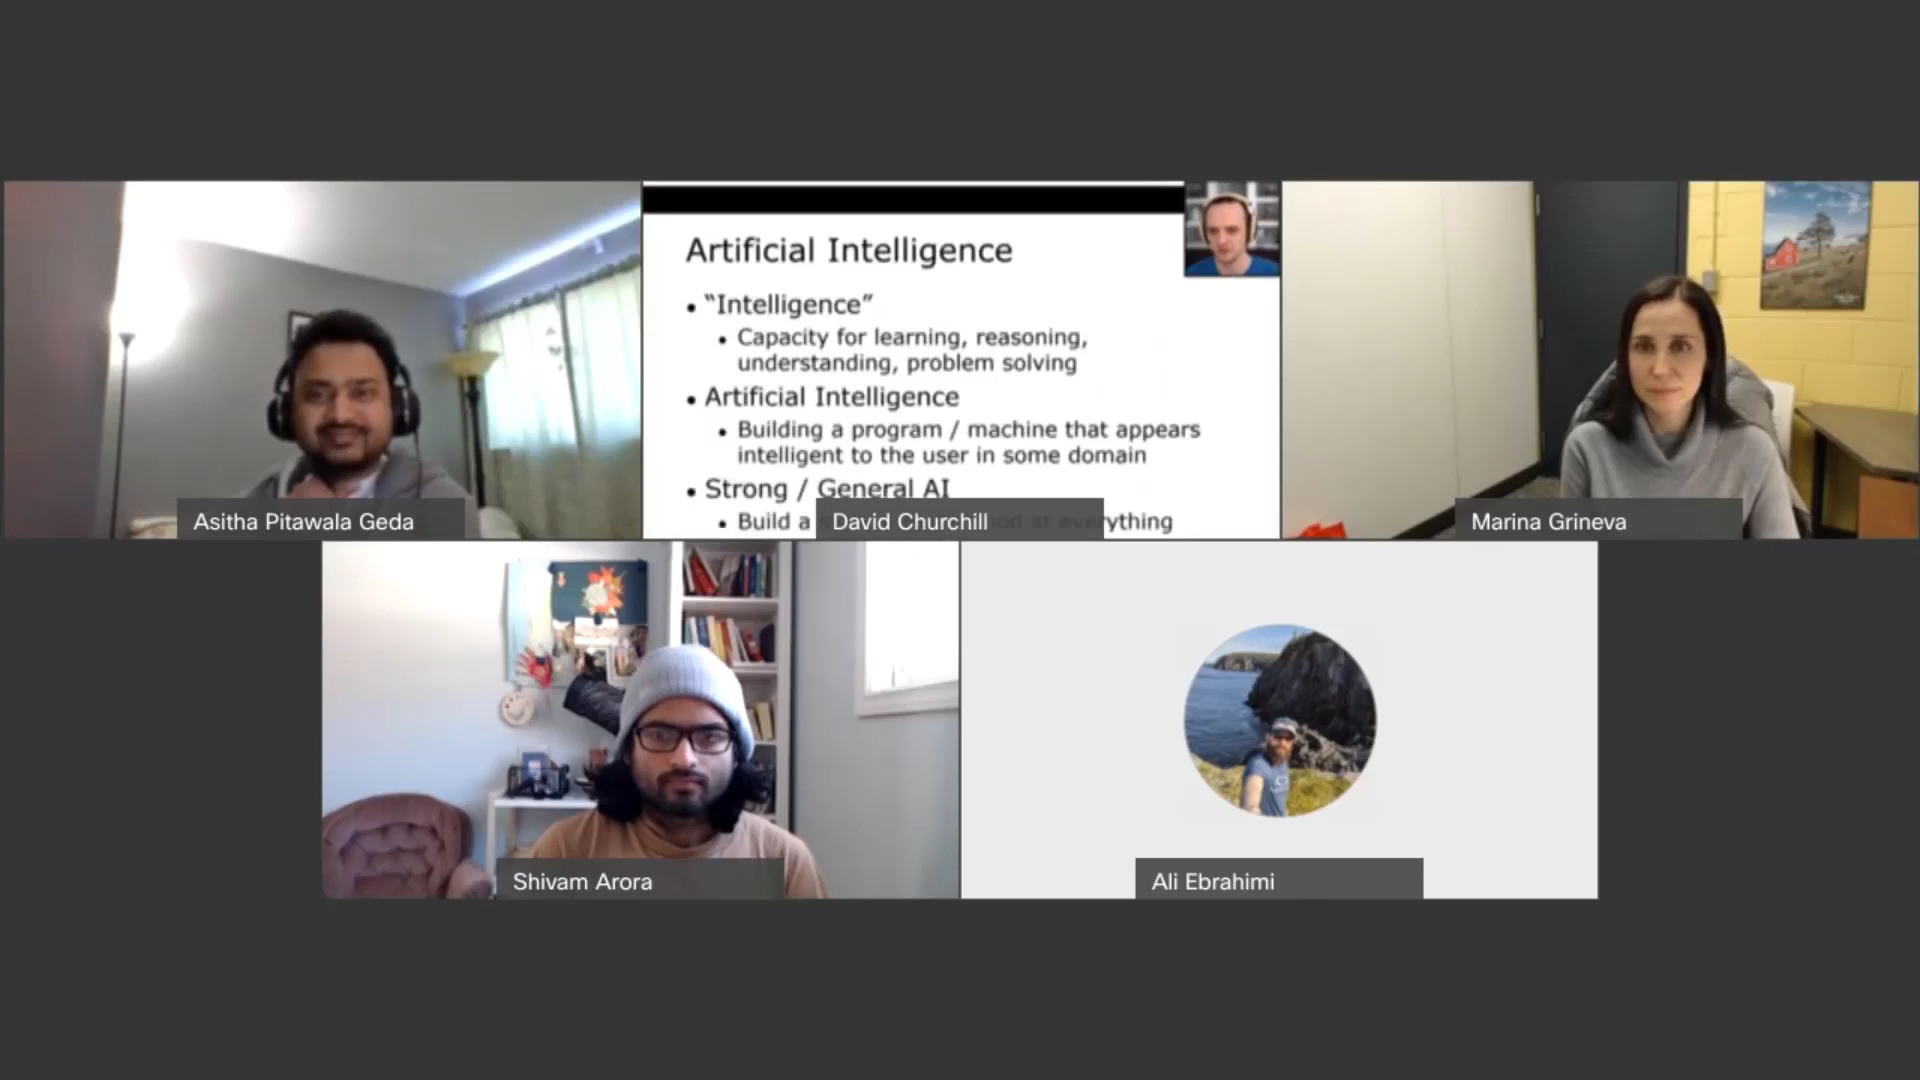 Artificial Intelligence
• “Intelligence”
• Capacity for learning, reasoning,
understanding, problem solving
• Artificial Intelligence
• Building a program / machine that appears
intelligent to the user in some domain
• Strong / General AI
• Build a everything
Asitha Pitawala Geda
David Churchill
Marina Grineva
Shivam Arora
Ali Ebrahimi